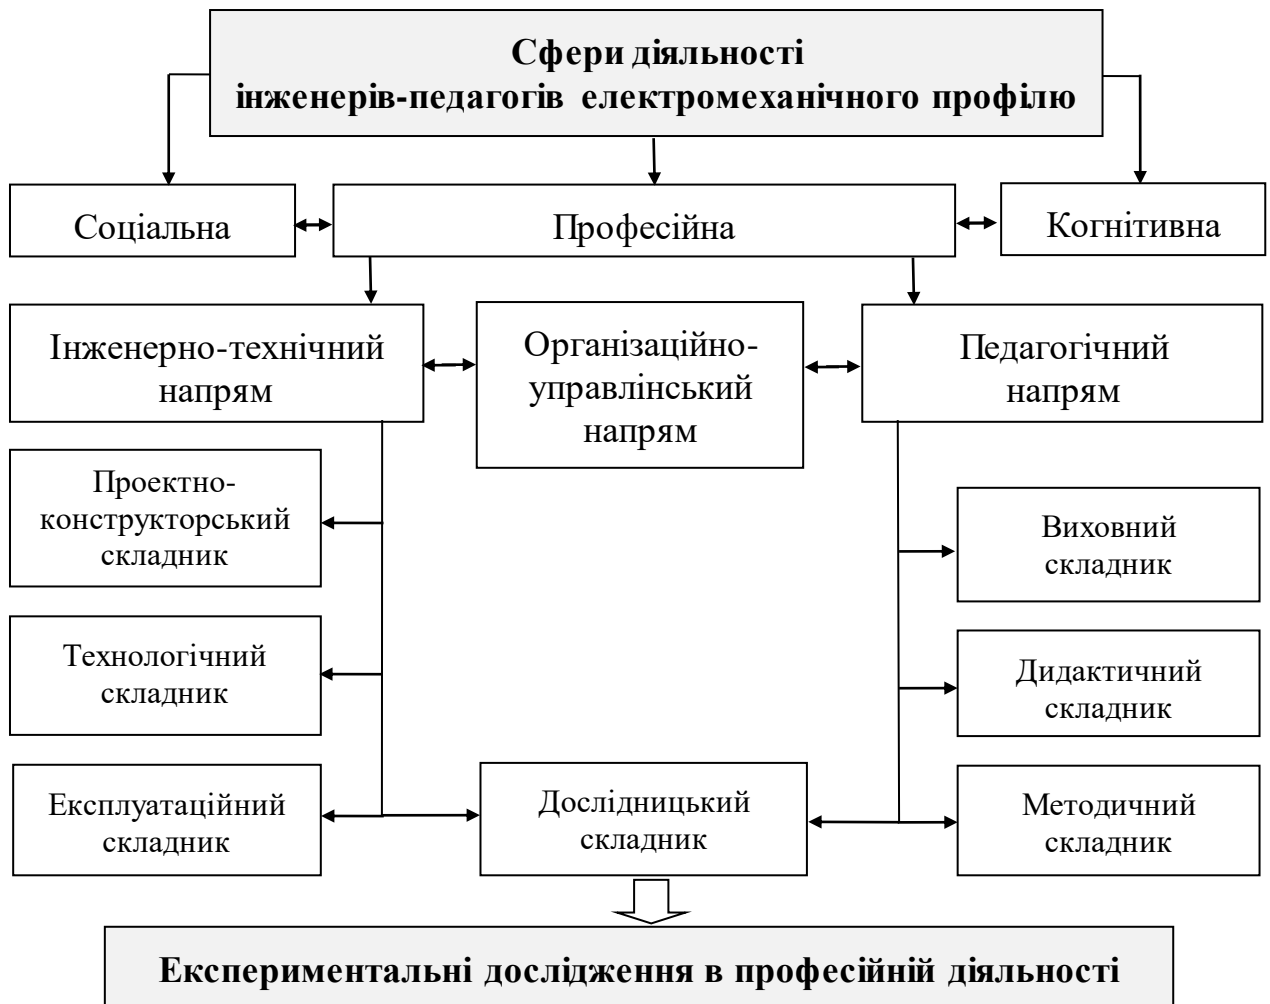 Сфери діяльності
інженерів-педагогів електромеханічного профілю
Соціальна
Професійна
Когнітивна
Інженерно-технічний
напрям
Організаційно-
управлінський
напрям
Педагогічний
напрям
Проектно-
конструкторський
складник
Виховний
складник
Технологічний
складник
Дидактичний
складник
Експлуатаційний
складник
Дослідницький
складник
Методичний
складник
Експериментальні дослідження в професійній діяльності